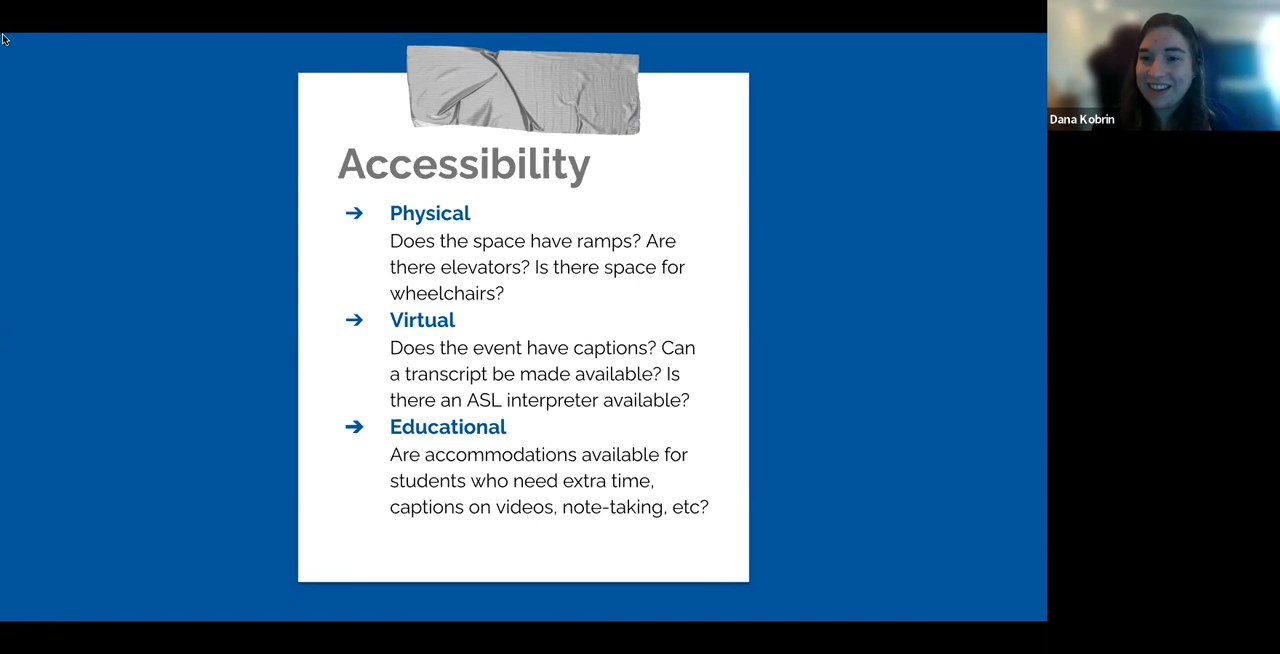 Accessibility
➔ Physical
Does the space have ramps? Are
there elevators? Is there space for
wheelchairs?
➔ Virtual
Does the event have captions? Can
a transcript be made available? Is
there an ASL interpreter available?
➔ Educational
Are accommodations available for
students who need extra time,
captions on videos, note-taking, etc?
Dana Kobrin